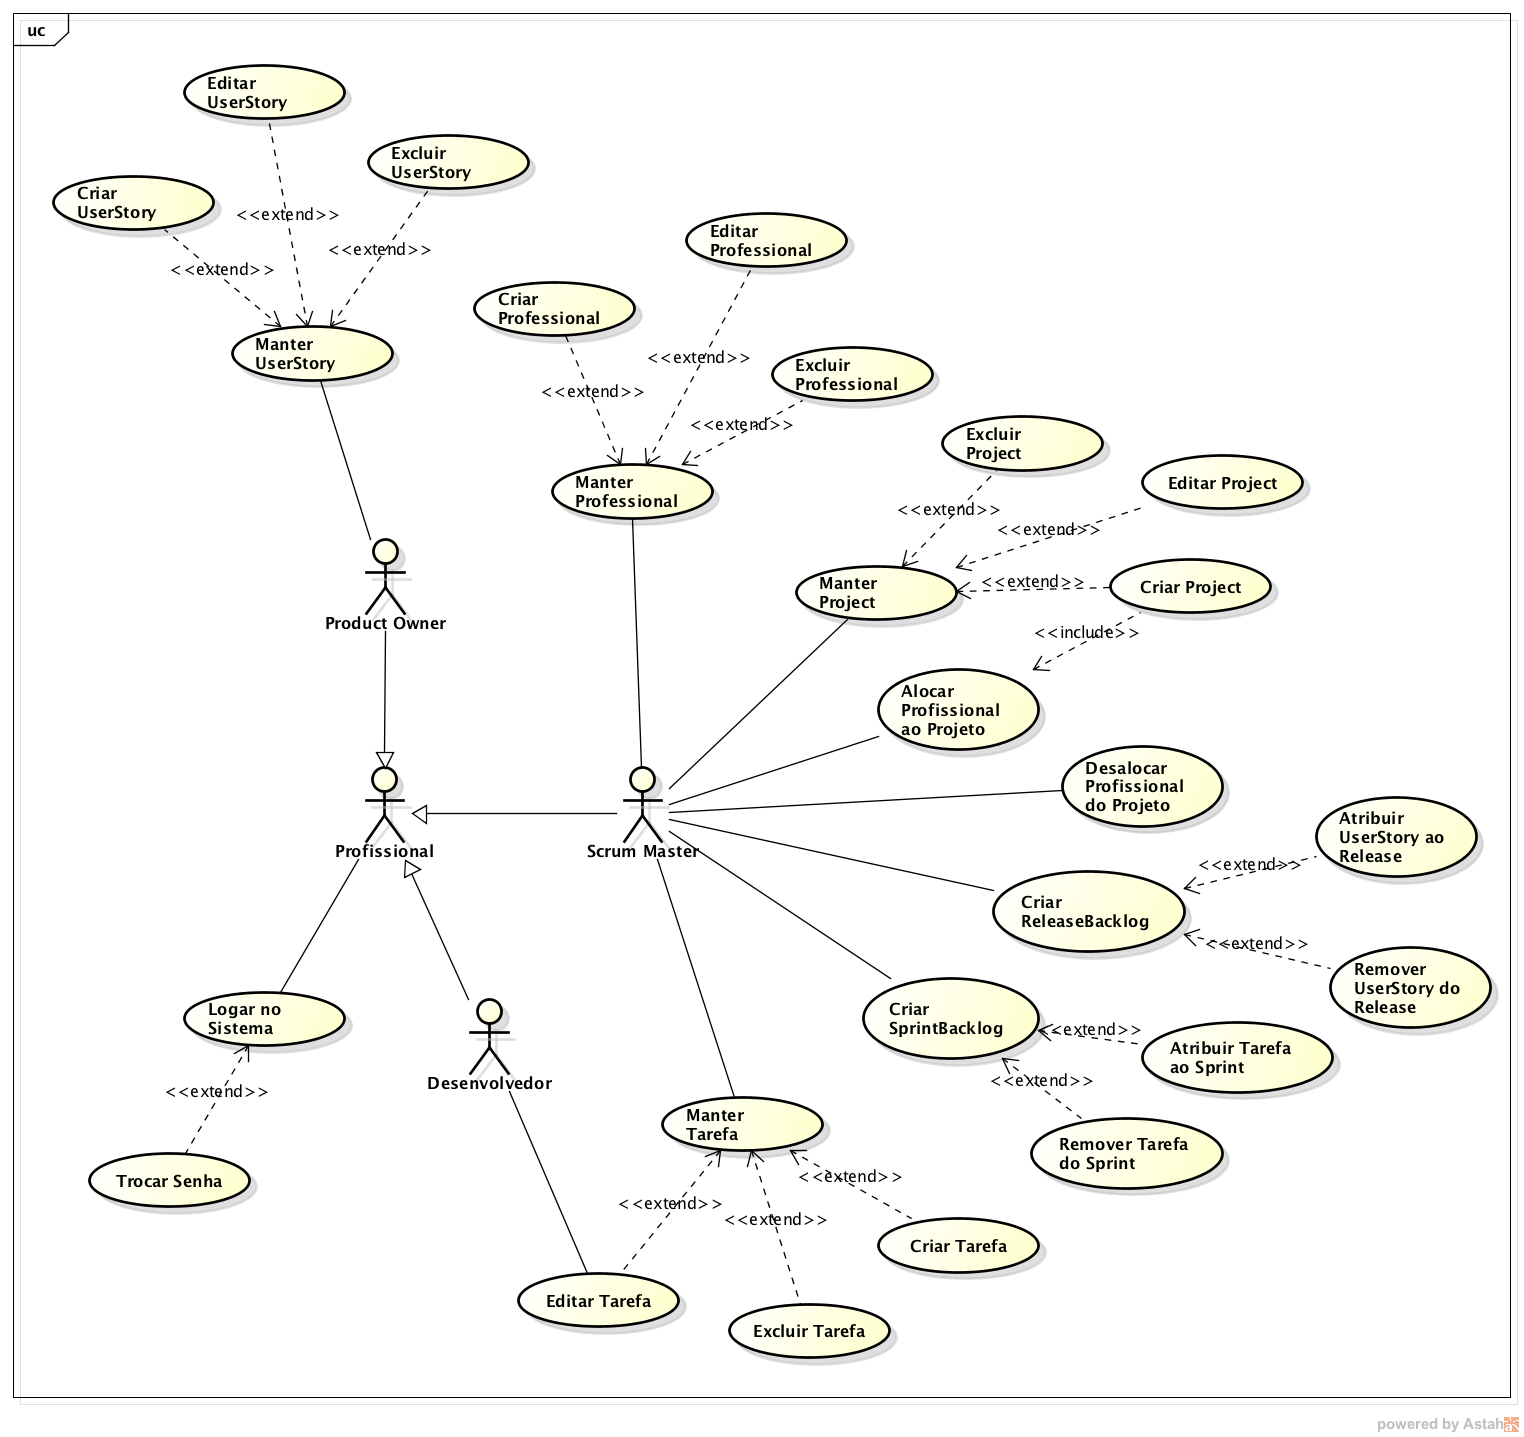 uc
Editar
UserStory
Excluir
UserStory
Criar
UserStory
<<extend>>
<<extend>>
<<extend>>
Manter
UserStory
Editar
Professional
Criar
Professional
Excluir
Professional
<<extend>>
<<extend>>
<<extend>>
Manter
Professional
Excluir
Project
Editar Project
<<extend>>
<<extend>>
<<extend>>
Manter
Project
Criar Project
<<include>>
Product Owner
Alocar
Profissional
ao Projeto
Desalocar
Profissional
do Projeto
Profissional
Scrum Master
Atribuir
UserStory ao
Release
<<extend>>
Criar
ReleaseBacklog
<<extend>>
Remover
UserStory do
Release
Logar no
Sistema
Criar
SprintBacklog
<<extend>>
Atribuir Tarefa
ao Sprint
<<extend>>
Desenvolvedor
<<extend>>
Manter
Tarefa
Remover Tarefa
do Sprint
Trocar Senha
<<extend>>
<<extend>>
<<extend>>
Criar Tarefa
Editar Tarefa
Excluir Tarefa
powered by Astah